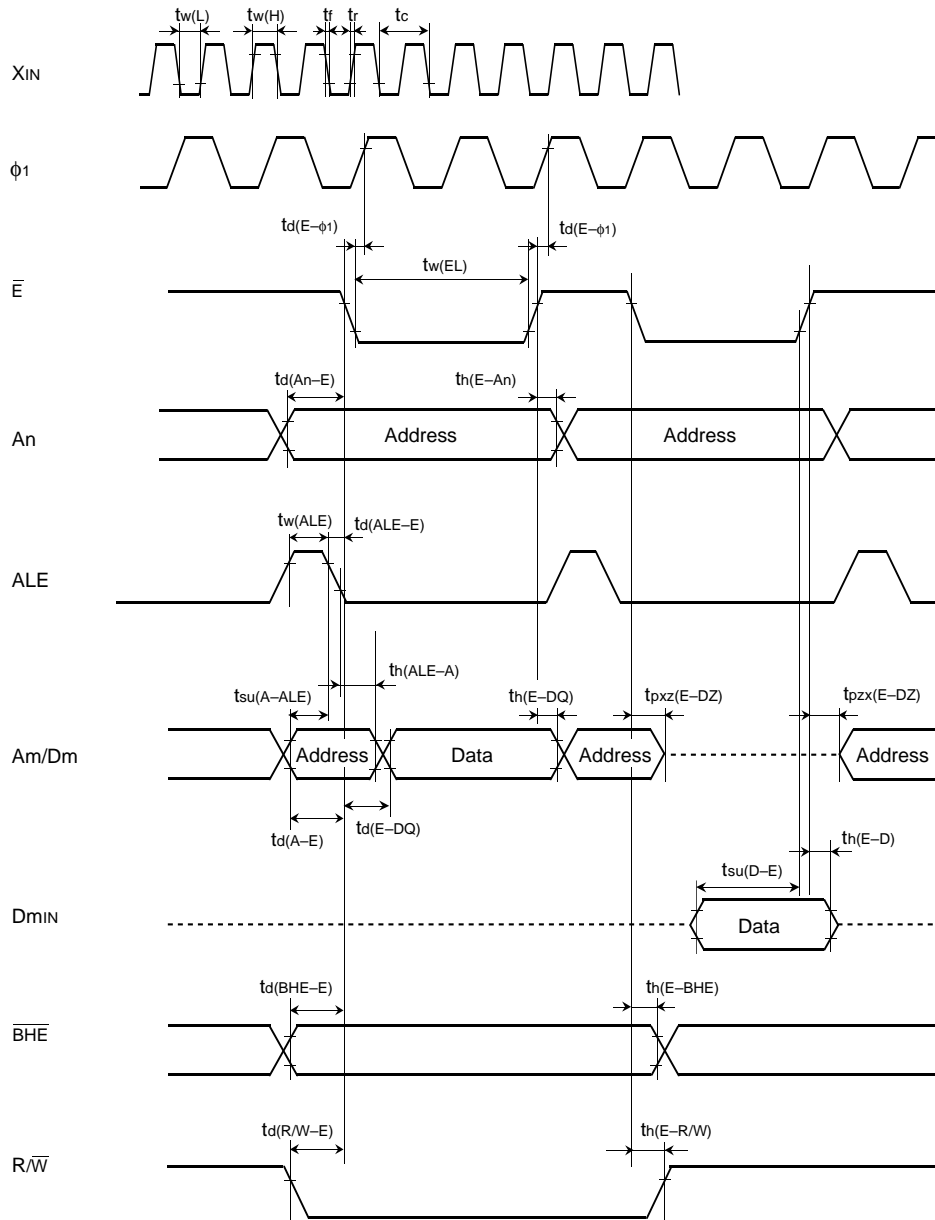 tw(L) tw(H) tf tr tc
XIN
ϕ1
td(E–ϕ1) td(E–ϕ1)
tw(EL)
E̅
td(An–E) th(E–An)
An Address Address
tw(ALE) td(ALE–E)
ALE
th(ALE–A)
tsu(A–ALE) th(E–DQ) tpxz(E–DZ) tpzx(E–DZ)
Am/Dm Address Data Address Address
td(A–E) td(E–DQ)
th(E–D)
tsu(D–E)
DmIN Data
td(BHE–E) th(E–BHE)
B̅H̅E̅
td(R/W–E) th(E–R/W)
R/W̅